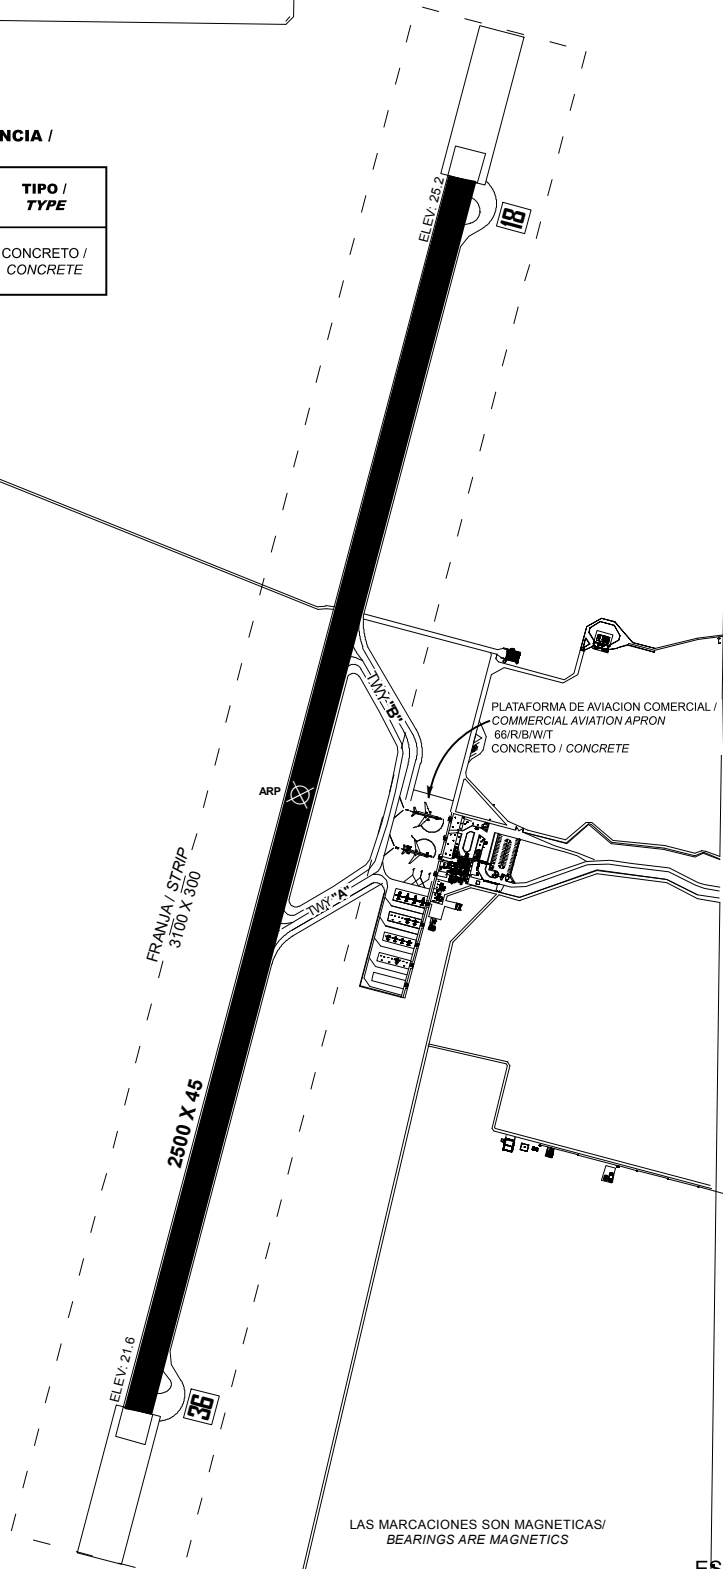 NCIA /
TIPO /
TYPE
CONCRETO /
CONCRETE
ELEV: 25.2
18
TWY "B"
PLATAFORMA DE AVIACION COMERCIAL /
COMMERCIAL AVIATION APRON
66/R/B/W/T
CONCRETO / CONCRETE
ARP
FRANJA / STRIP
3100 X 300
TWY "A"
2500 X 45
ELEV: 21.6
36
LAS MARCACIONES SON MAGNETICAS/
BEARINGS ARE MAGNETICS